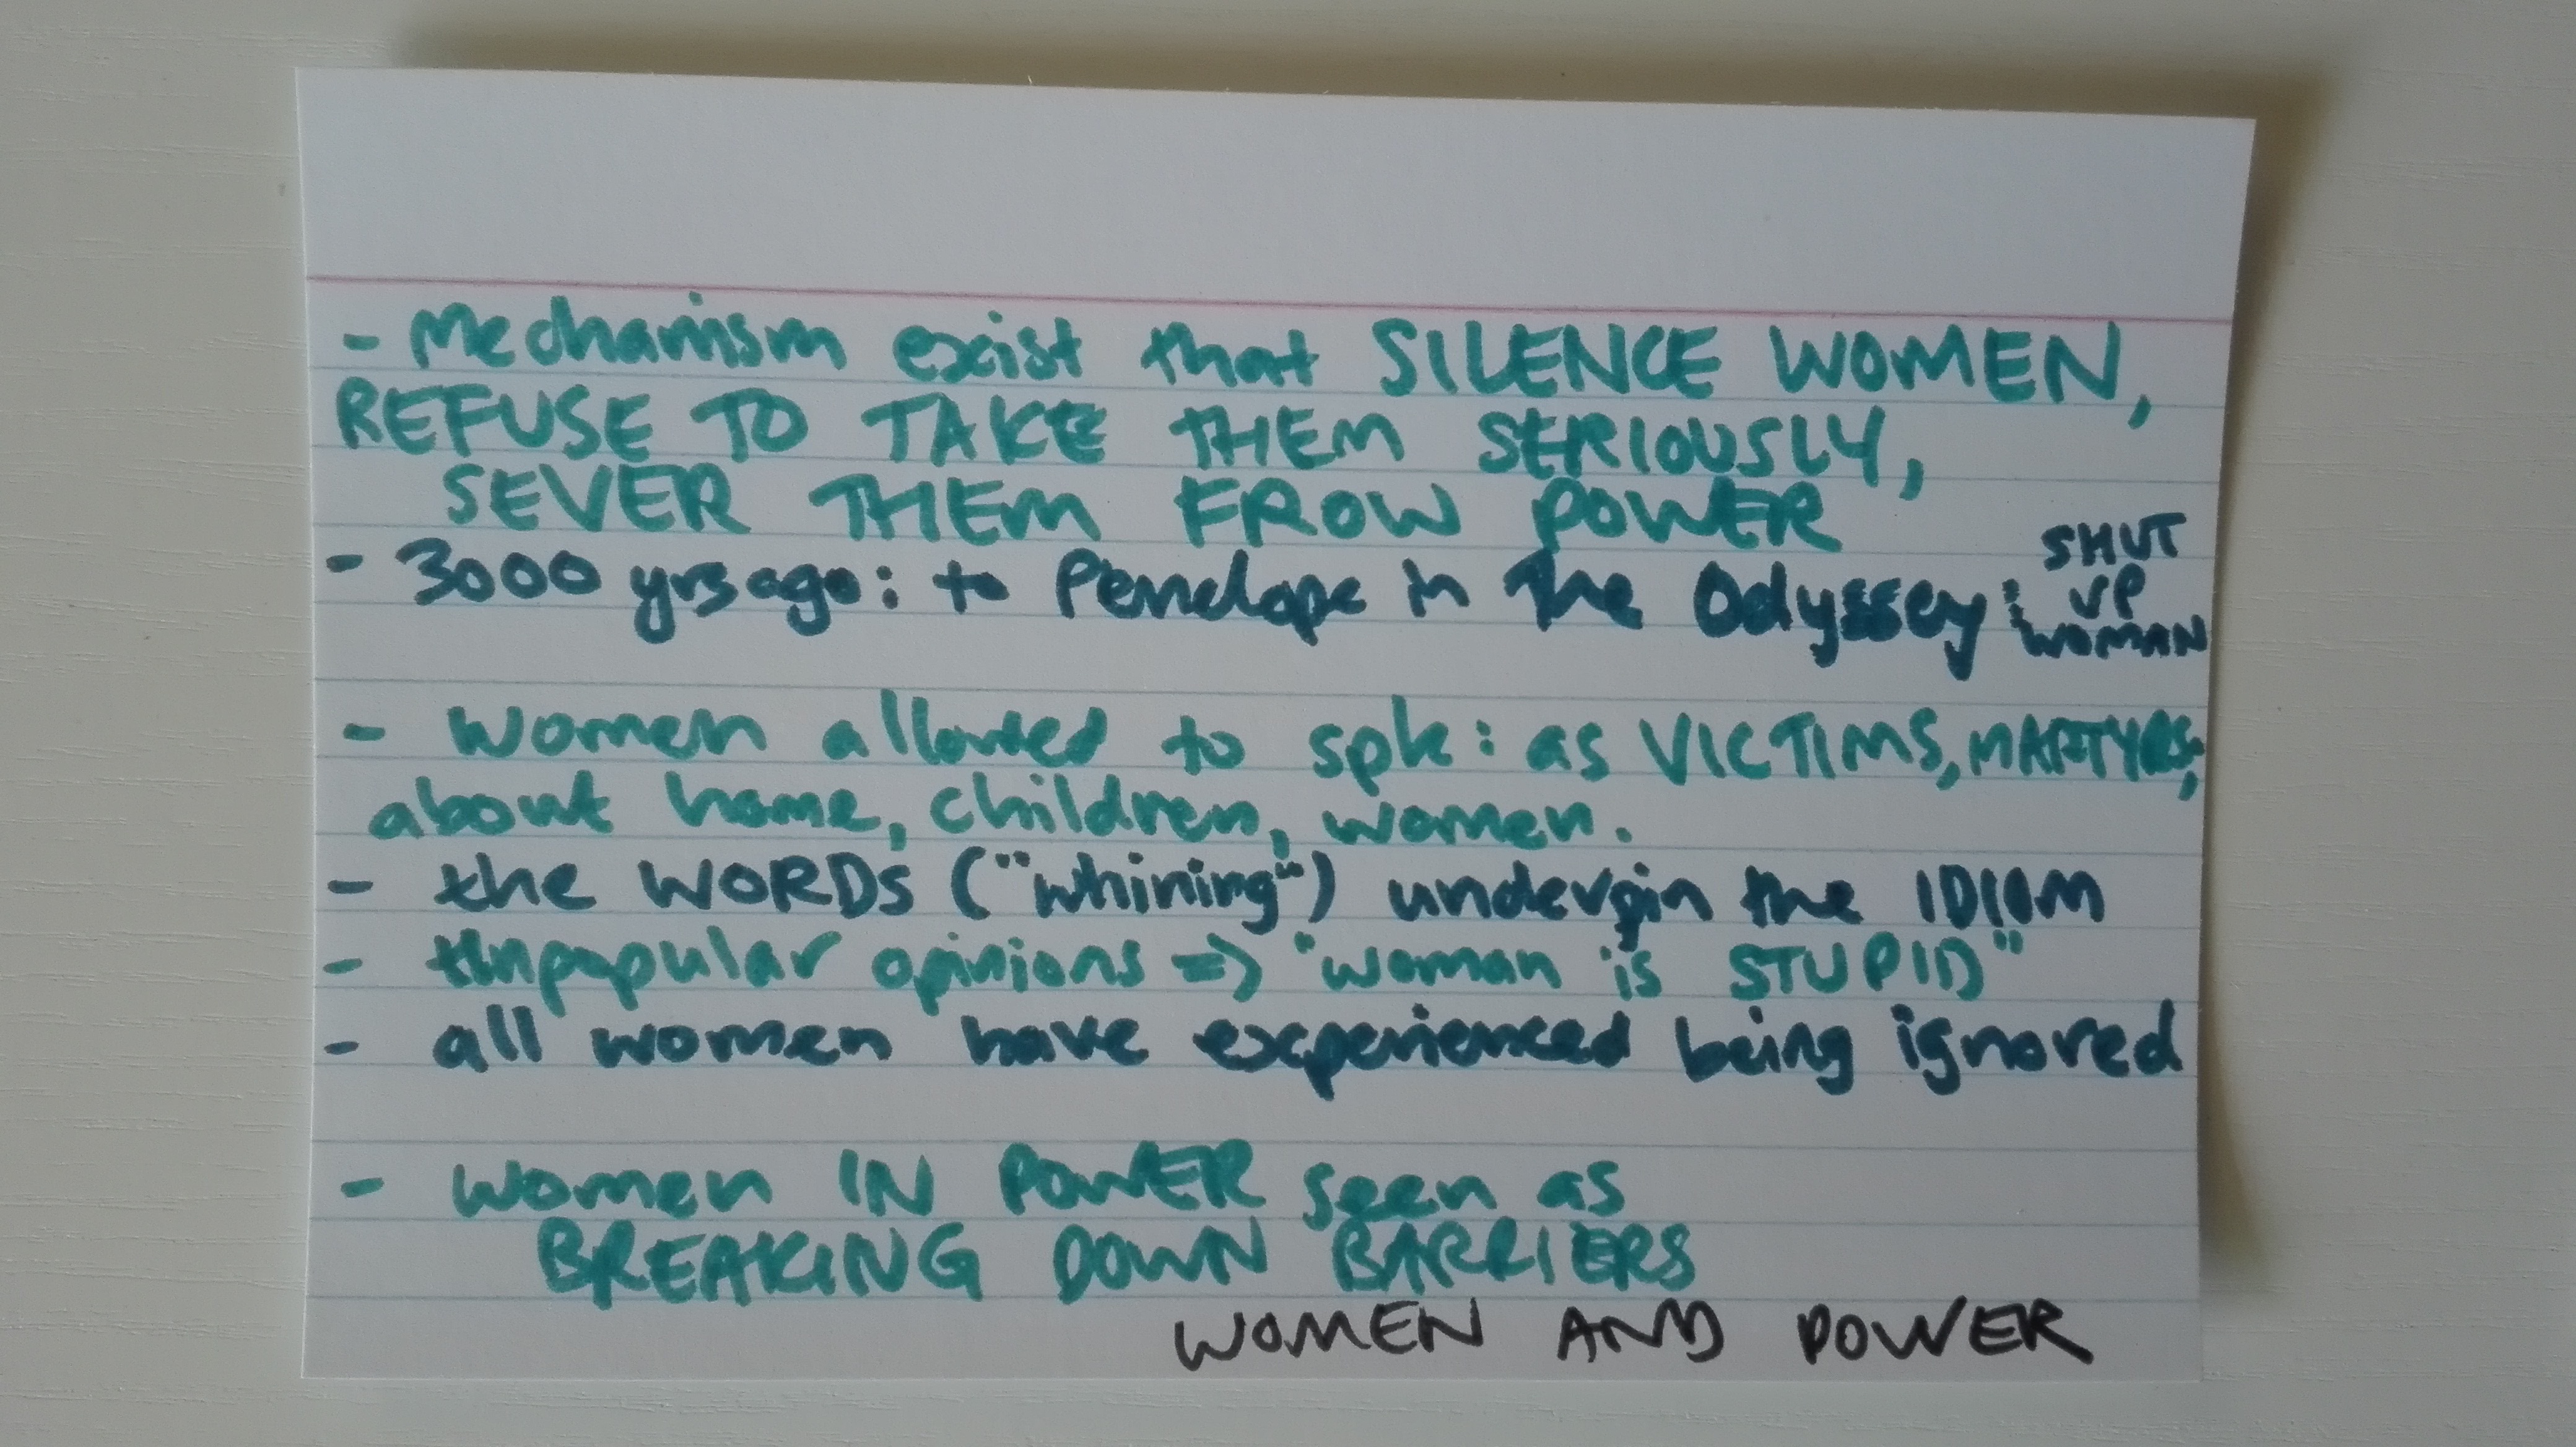 - Mechanism exist that SILENCE WOMEN,
REFUSE TO TAKE THEM SERIOUSLY,
SEVER THEM FROW POWER
- 3000 yrs ago: to Penelope in The Odyssey: SHUT
UP
WOMAN
- Women allowed to spk: as VICTIMS, MARTYRS,
about home, children, women.
- the WORDS ("whining") underpin the IDIOM
- Unpopular opinions => "woman is STUPID"
- all women have experienced being ignored
- women IN POWER seen as
BREAKING DOWN BARRIERS
WOMEN AND POWER